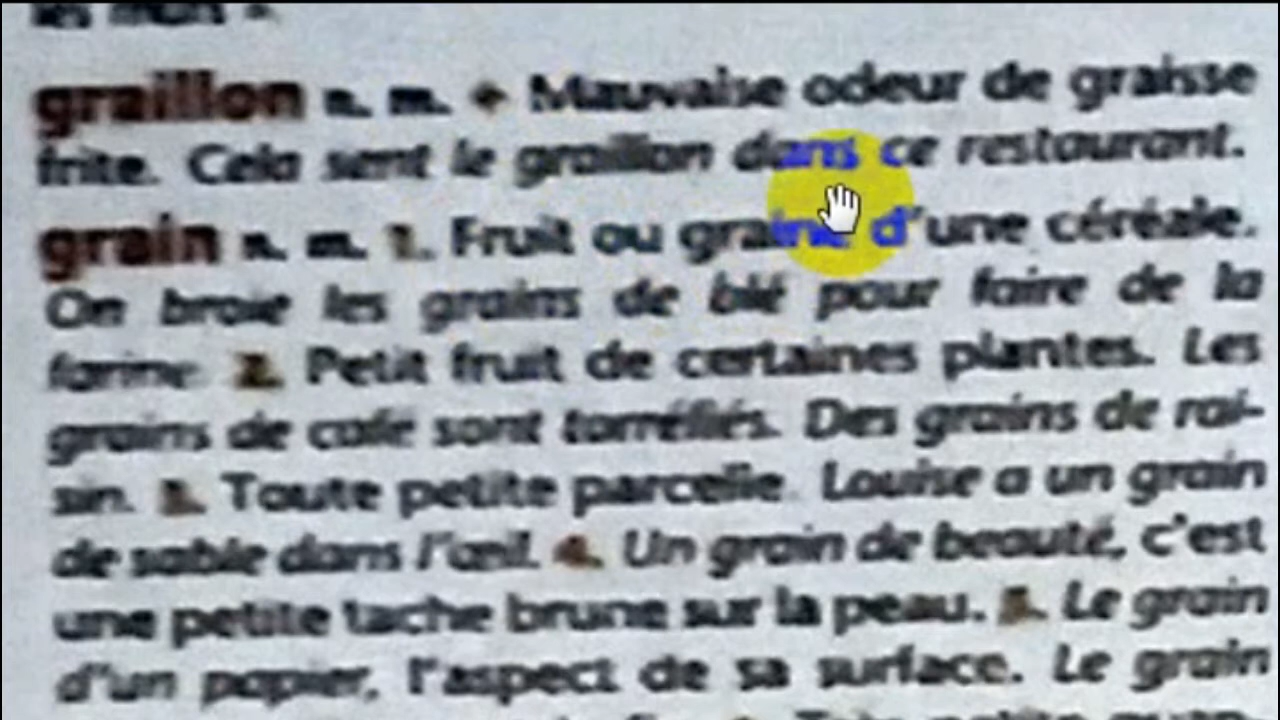 graillon n. m. ✦ Mauvaise odeur de graisse
frite. Cela sent le graillon dans ce restaurant.
grain n. m. 1. Fruit ou graine d'une céréale.
On broie les grains de blé pour faire de la
farine. 2. Petit fruit de certaines plantes. Les
grains de café sont torréfiés. Des grains de rai-
sin. 3. Toute petite parcelle. Louise a un grain
de sable dans l'œil. 4. Un grain de beauté, c'est
une petite tache brune sur la peau. 5. Le grain
d'un papier, l'aspect de sa surface. Le grain